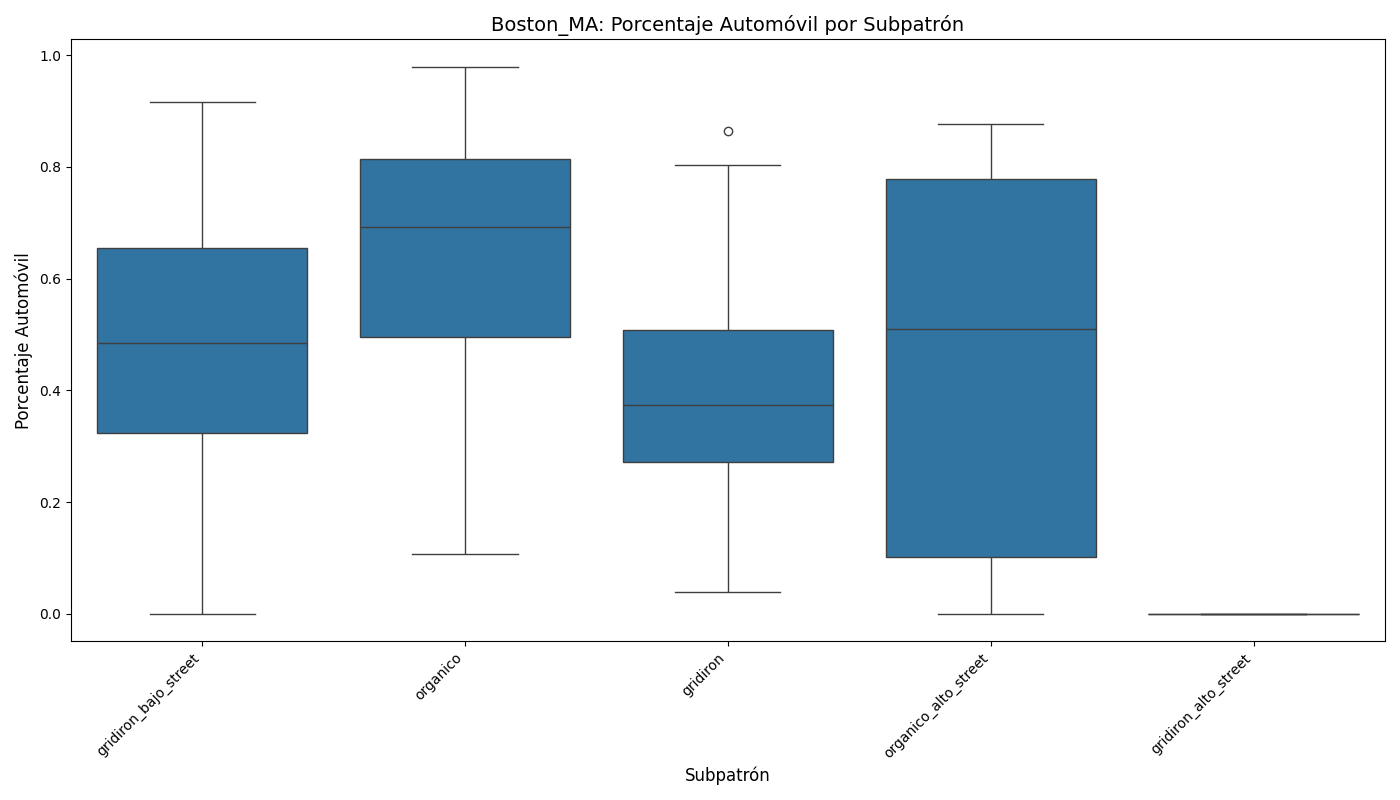 Boston_MA: Porcentaje Automóvil por Subpatrón
Porcentaje Automóvil
1.0
0.8
0.6
0.4
0.2
0.0
gridiron_bajo_street
organico
gridiron
organico_alto_street
gridiron_alto_street
Subpatrón